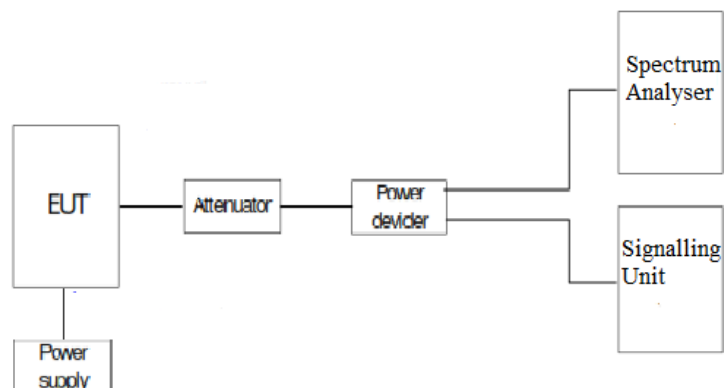 Spectrum
Analyser
EUT
Attenuator
Power
devider
Signalling
Unit
Power
supply